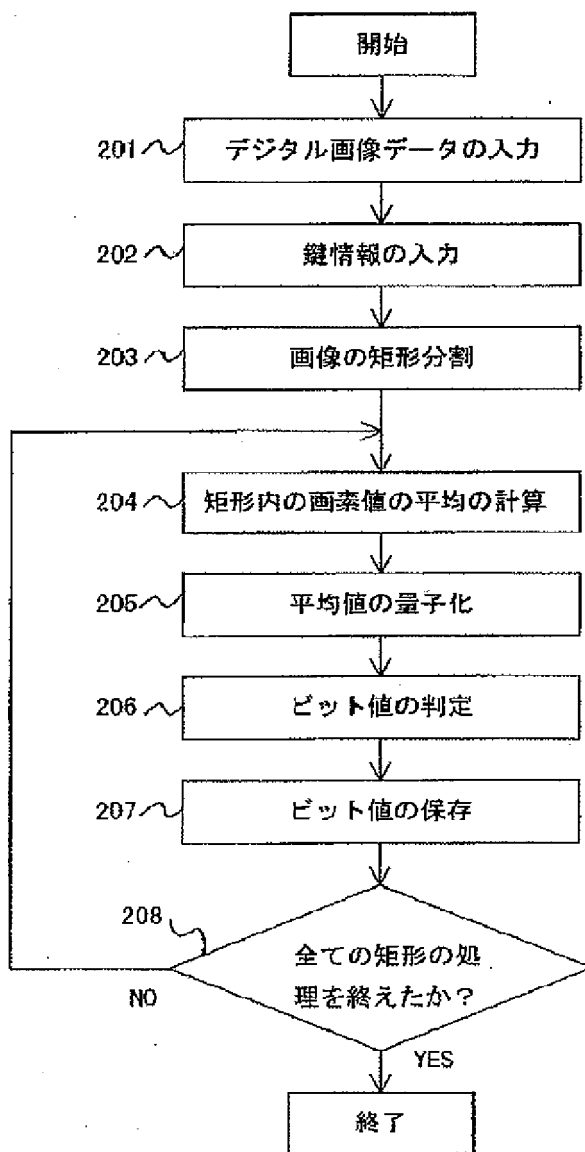 開始
201
デジタル画像データの入力
202
鍵情報の入力
203
画像の矩形分割
204
矩形内の画素値の平均の計算
205
平均値の量子化
206
ビット値の判定
207
ビット値の保存
208
全ての矩形の処
理を終えたか?
NO
YES
終了